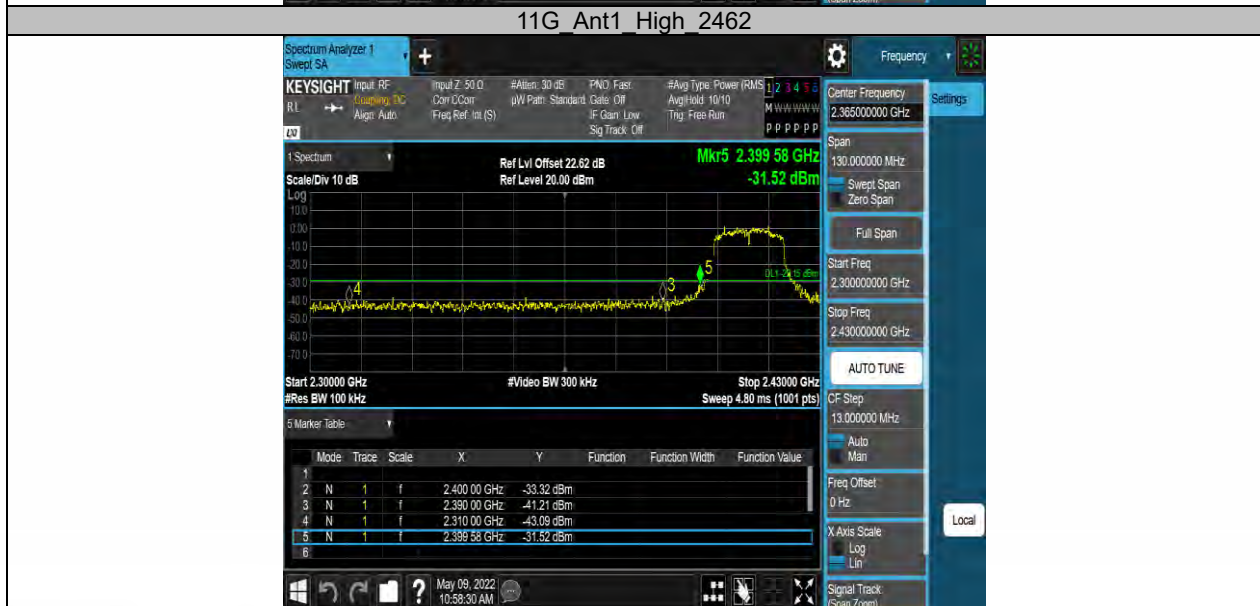 (Span Zoom)
11G_Ant1_High_2462
Spectrum Analyzer 1
Swept SA
+
Frequency
KEYSIGHT
RL
LXI
Input: RF
Coupling: DC
Align: Auto
Input Z: 50 Ω
Corr CCorr
Freq Ref: Int (S)
#Atten: 30 dB
µW Path: Standard
PNO: Fast
Gate: Off
IF Gain: Low
Sig Track: Off
#Avg Type: Power (RMS
Avg|Hold: 10/10
Trig: Free Run
1 2 3 4 5 6
M W W W W W
P P P P P P
Center Frequency
2.365000000 GHz
Settings
Span
130.000000 MHz
Swept Span
Zero Span
Full Span
Start Freq
2.300000000 GHz
Stop Freq
2.430000000 GHz
AUTO TUNE
CF Step
13.000000 MHz
Auto
Man
Freq Offset
0 Hz
X Axis Scale
Log
Lin
Signal Track
(Span Zoom)
Local
1 Spectrum
Scale/Div 10 dB
Ref Lvl Offset 22.62 dB
Ref Level 20.00 dBm
Mkr5 2.399 58 GHz
-31.52 dBm
Log
10.0
0.00
-10.0
-20.0
-30.0
-40.0
-50.0
-60.0
-70.0
4
3
5
Start 2.30000 GHz
#Res BW 100 kHz
#Video BW 300 kHz
Stop 2.43000 GHz
Sweep 4.80 ms (1001 pts)
5 Marker Table
Mode Trace Scale X Y Function Function Width Function Value
1
2 N 1 f 2.400 00 GHz -33.32 dBm
3 N 1 f 2.390 00 GHz -41.21 dBm
4 N 1 f 2.310 00 GHz -43.09 dBm
5 N 1 f 2.399 58 GHz -31.52 dBm
6
?
May 09, 2022
10:58:30 AM